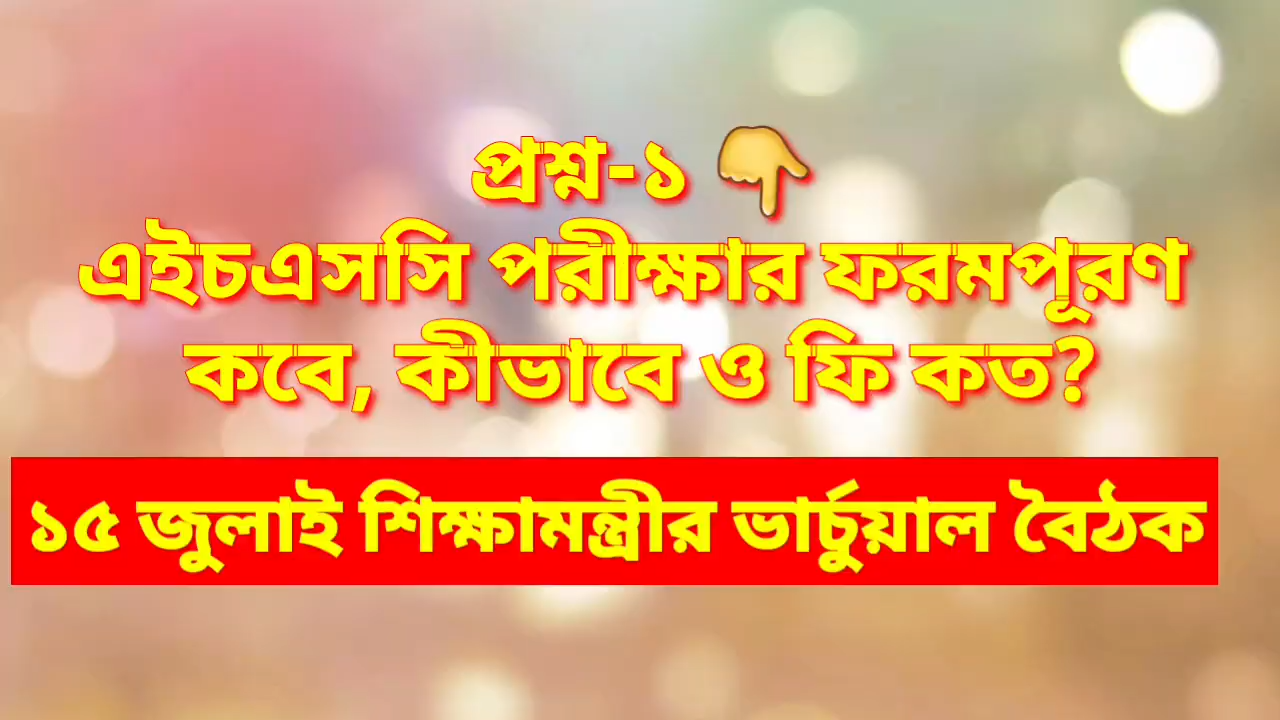 প্রশ্ন-১ 👇
এইচএসসি পরীক্ষার ফরমপূরণ
কবে, কীভাবে ও ফি কত?
১৫ জুলাই শিক্ষামন্ত্রীর ভার্চুয়াল বৈঠক